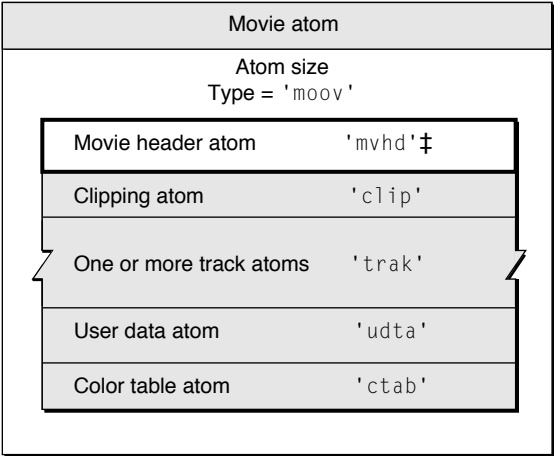 Movie atom
Atom size
Type = 'moov'
Movie header atom 'mvhd'‡
Clipping atom 'clip'
One or more track atoms 'trak'
User data atom 'udta'
Color table atom 'ctab'